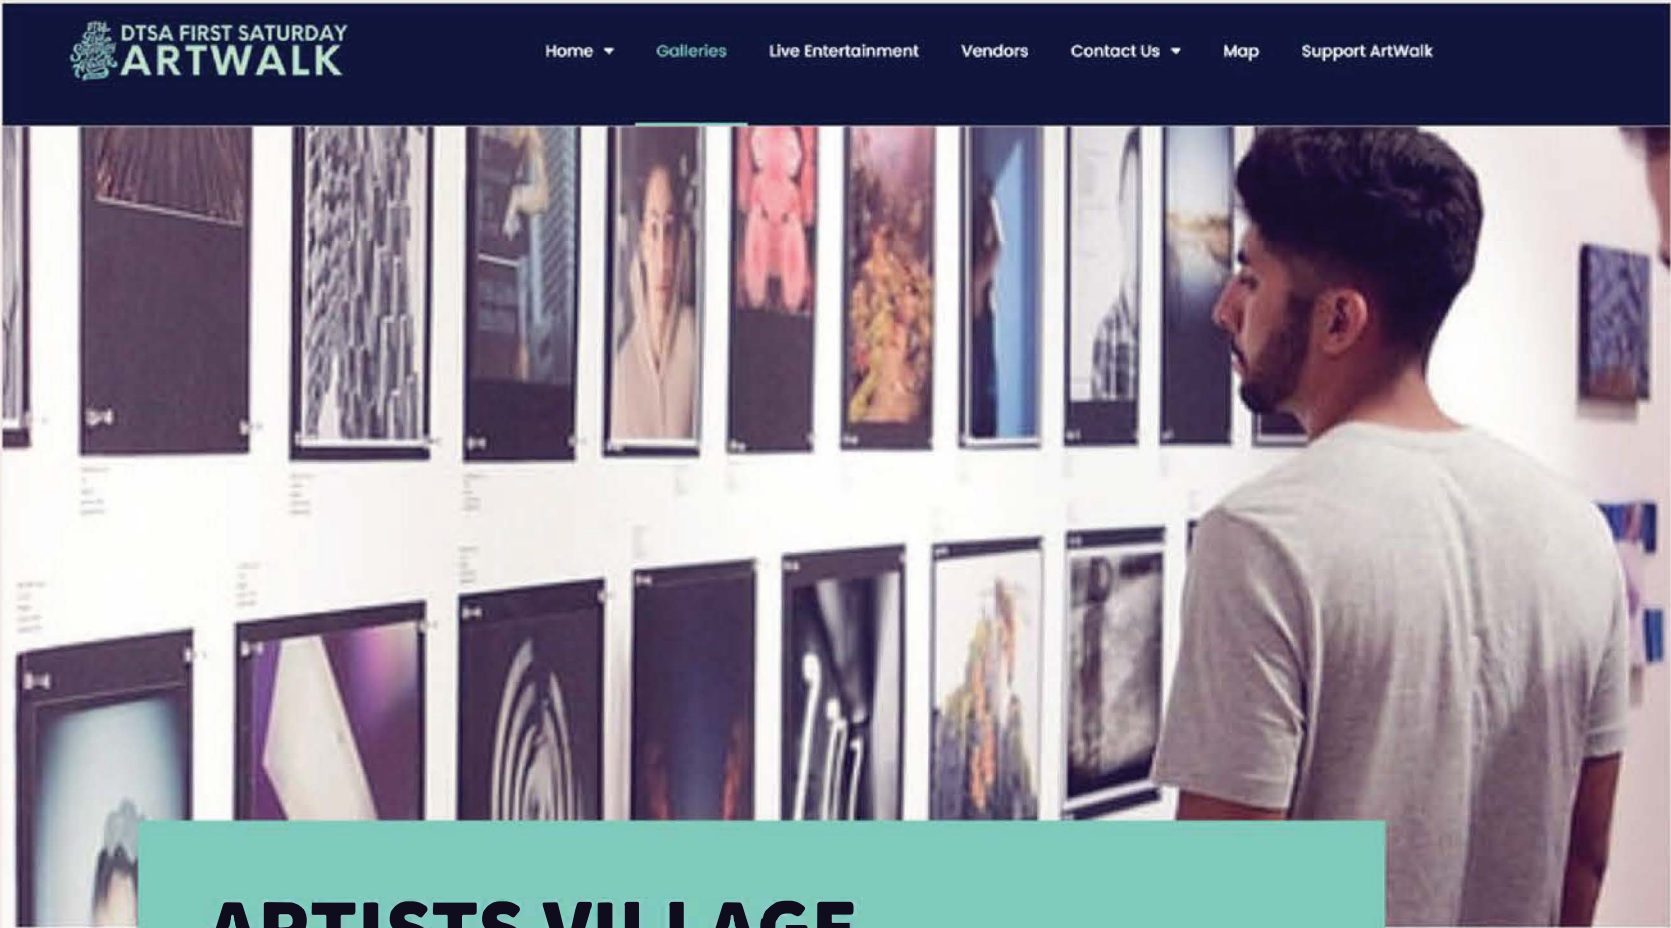 DTSA FIRST SATURDAY
ARTWALK
Home Galleries Live Entertainment Vendors Contact Us Map Support ArtWalk
ARTISTS VILLAGE